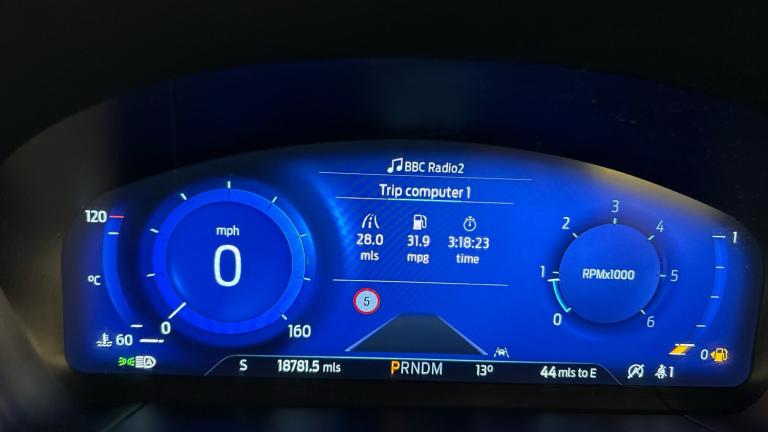 BBC Radio2
Trip computer 1
28.0 31.9 3:18:23
mls mpg time
120
°C
60
mph
0
0
160
5
3
2 4
1 5
0 6
RPMx1000
1
0
A
S 18781.5 mls PRNDM 13° 44 mls to E 1